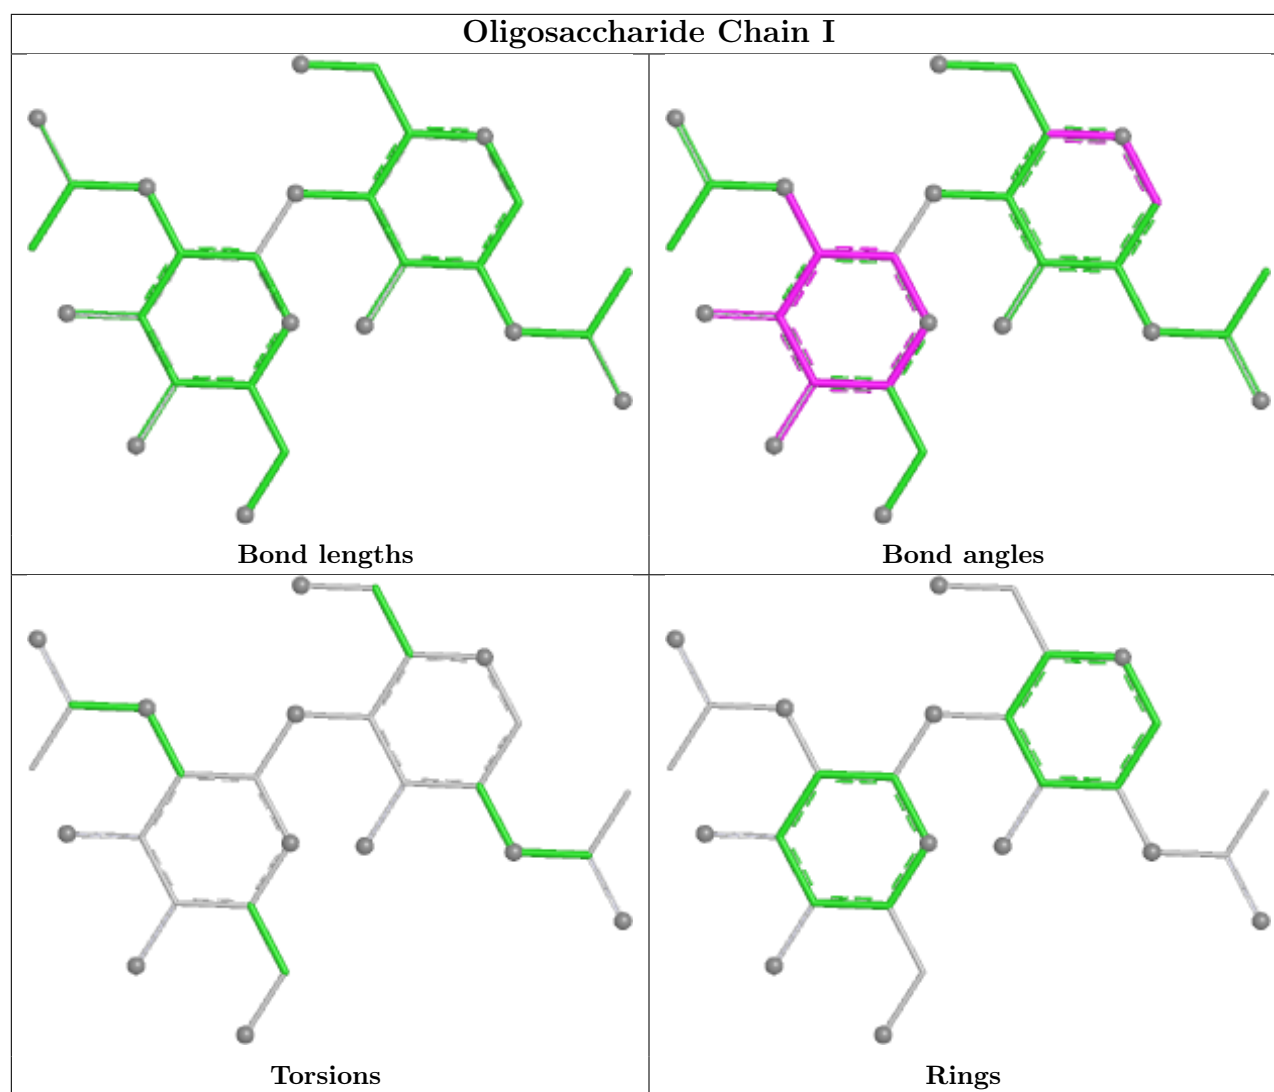 Oligosaccharide Chain I
Bond lengths
Bond angles
Torsions
Rings